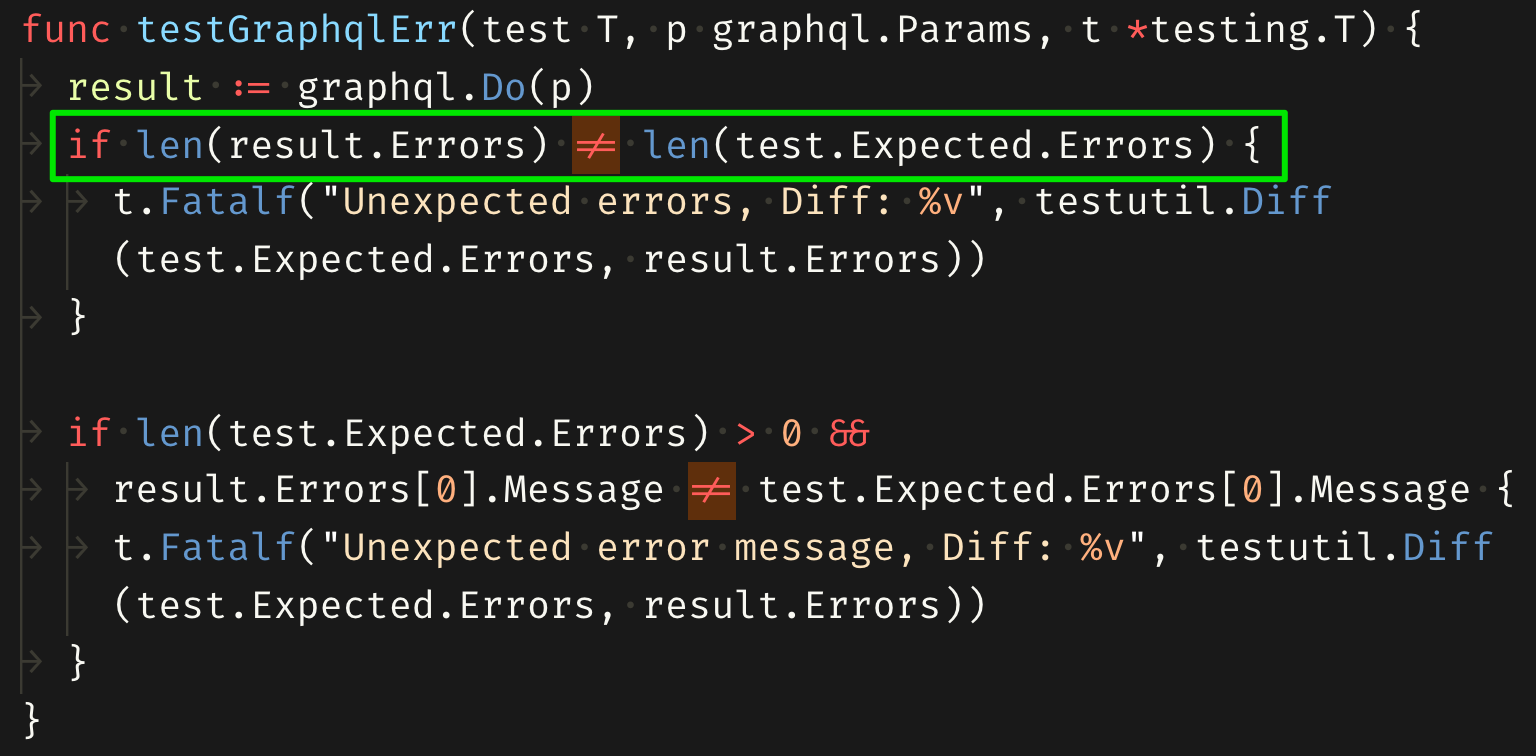 func testGraphqlErr(test T, p graphql.Params, t *testing.T) {
result := graphql.Do(p)
if len(result.Errors) != len(test.Expected.Errors) {
t.Fatalf("Unexpected errors, Diff: %v", testutil.Diff
(test.Expected.Errors, result.Errors))
}
if len(test.Expected.Errors) > 0 &&
result.Errors[0].Message != test.Expected.Errors[0].Message {
t.Fatalf("Unexpected error message, Diff: %v", testutil.Diff
(test.Expected.Errors, result.Errors))
}
}